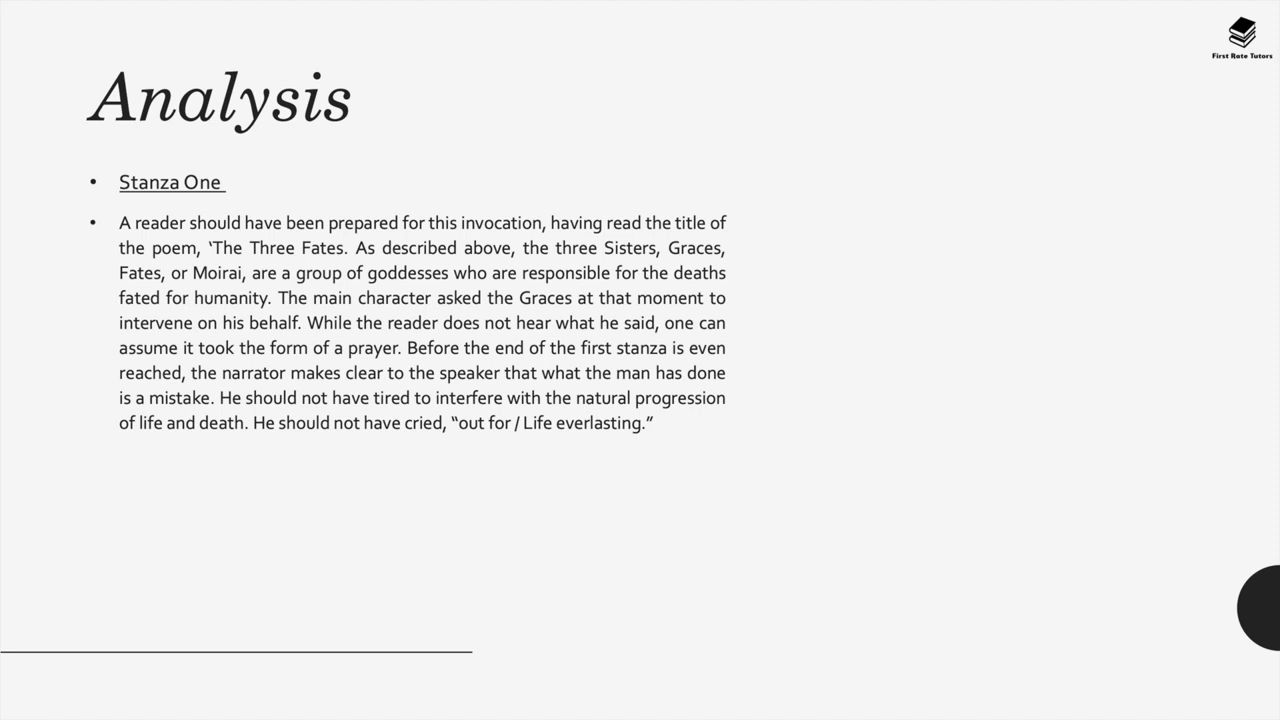 First Rate Tutors
Analysis
• Stanza One
• A reader should have been prepared for this invocation, having read the title of
the poem, ‘The Three Fates. As described above, the three Sisters, Graces,
Fates, or Moirai, are a group of goddesses who are responsible for the deaths
fated for humanity. The main character asked the Graces at that moment to
intervene on his behalf. While the reader does not hear what he said, one can
assume it took the form of a prayer. Before the end of the first stanza is even
reached, the narrator makes clear to the speaker that what the man has done
is a mistake. He should not have tired to interfere with the natural progression
of life and death. He should not have cried, “out for / Life everlasting.”